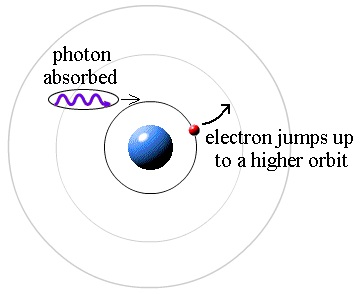 photon
absorbed
electron jumps up
to a higher orbit